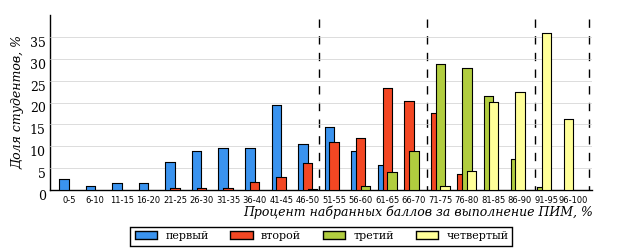 Доля студентов, %
35
30
25
20
15
10
5
0
0-5 6-10 11-15 16-20 21-25 26-30 31-35 36-40 41-45 46-50 51-55 56-60 61-65 66-70 71-75 76-80 81-85 86-90 91-95 96-100
Процент набранных баллов за выполнение ПИМ, %
первый второй третий четвертый